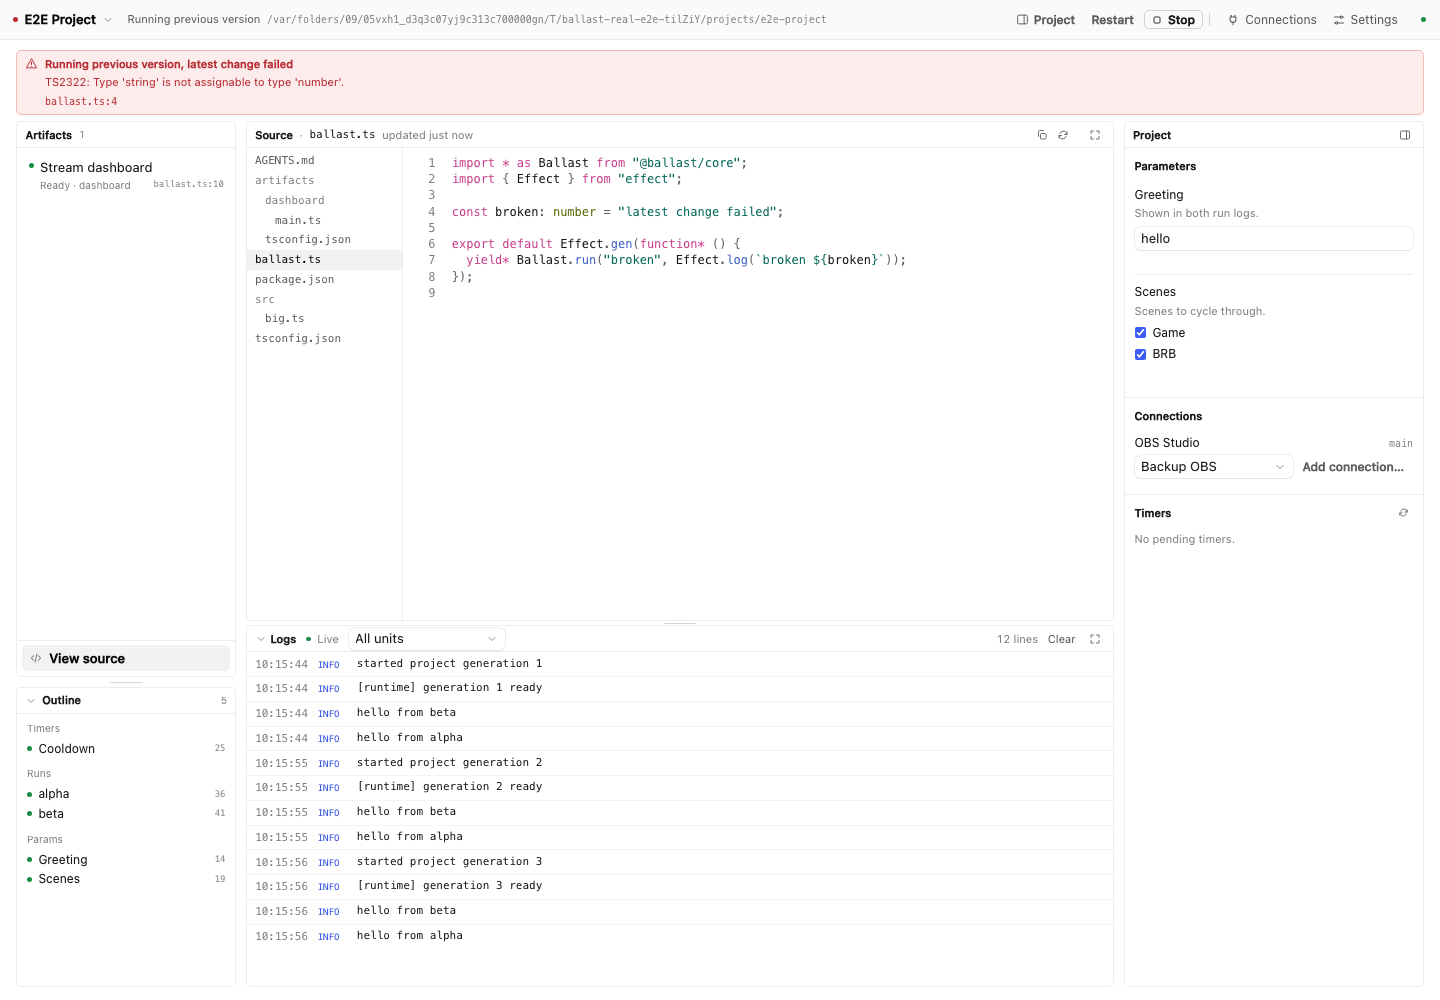 E2E Project Running previous version /var/folders/09/05vxh1_d3q3c07yj9c313c700000gn/T/ballast-real-e2e-tilZiY/projects/e2e-project Project Restart Stop Connections Settings
Running previous version, latest change failed
TS2322: Type 'string' is not assignable to type 'number'.
ballast.ts:4
Artifacts 1
Stream dashboard
Ready · dashboard ballast.ts:10
View source
Outline 5
Timers
Cooldown 25
Runs
alpha 36
beta 41
Params
Greeting 14
Scenes 19
Source · ballast.ts updated just now
AGENTS.md
artifacts
dashboard
main.ts
tsconfig.json
ballast.ts
package.json
src
big.ts
tsconfig.json
1 import * as Ballast from "@ballast/core";
2 import { Effect } from "effect";
3
4 const broken: number = "latest change failed";
5
6 export default Effect.gen(function* () {
7 yield* Ballast.run("broken", Effect.log(`broken ${broken}`));
8 });
9
Logs Live All units 12 lines Clear
10:15:44 INFO started project generation 1
10:15:44 INFO [runtime] generation 1 ready
10:15:44 INFO hello from beta
10:15:44 INFO hello from alpha
10:15:55 INFO started project generation 2
10:15:55 INFO [runtime] generation 2 ready
10:15:55 INFO hello from beta
10:15:55 INFO hello from alpha
10:15:56 INFO started project generation 3
10:15:56 INFO [runtime] generation 3 ready
10:15:56 INFO hello from beta
10:15:56 INFO hello from alpha
Project
Parameters
Greeting
Shown in both run logs.
hello
Scenes
Scenes to cycle through.
Game
BRB
Connections
OBS Studio main
Backup OBS Add connection...
Timers
No pending timers.